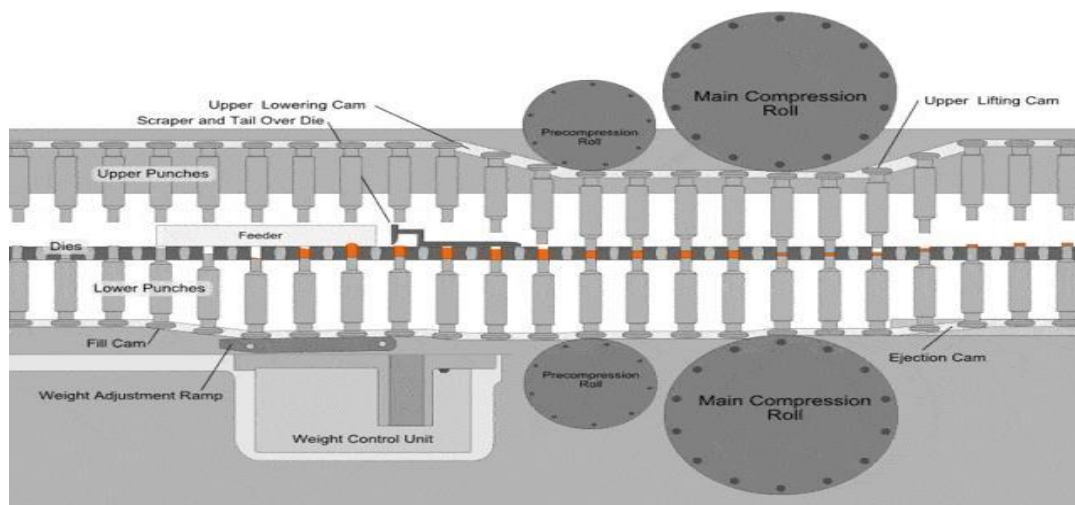 Main Compression
Roll
Upper Lowering Cam
Scraper and Tail Over Die
Upper Lifting Cam
Precompression
Roll
Upper Punches
Feeder
Dies
Lower Punches
Fill Cam
Ejection Cam
Precompression
Roll
Weight Adjustment Ramp
Main Compression
Roll
Weight Control Unit